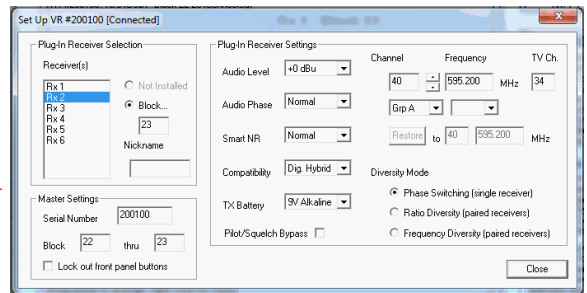 Set Up VR #200100 [Connected]
Plug-In Receiver Selection
Receiver(s)
Rx 1
Rx 2
Rx 3
Rx 4
Rx 5
Rx 6
Not Installed
Block...
23
Nickname
Master Settings
Serial Number 200100
Block 22 thru 23
Lock out front panel buttons
Plug-In Receiver Settings
Audio Level +0 dBu
Audio Phase Normal
Smart NR Normal
Compatibility Dig. Hybrid
TX Battery 9V Alkaline
Pilot/Squelch Bypass
Channel Frequency TV Ch.
40 595.200 MHz 34
Grp A
Restore to 40 595.200 MHz
Diversity Mode
Phase Switching (single receiver)
Ratio Diversity (paired receivers)
Frequency Diversity (paired receivers)
Close